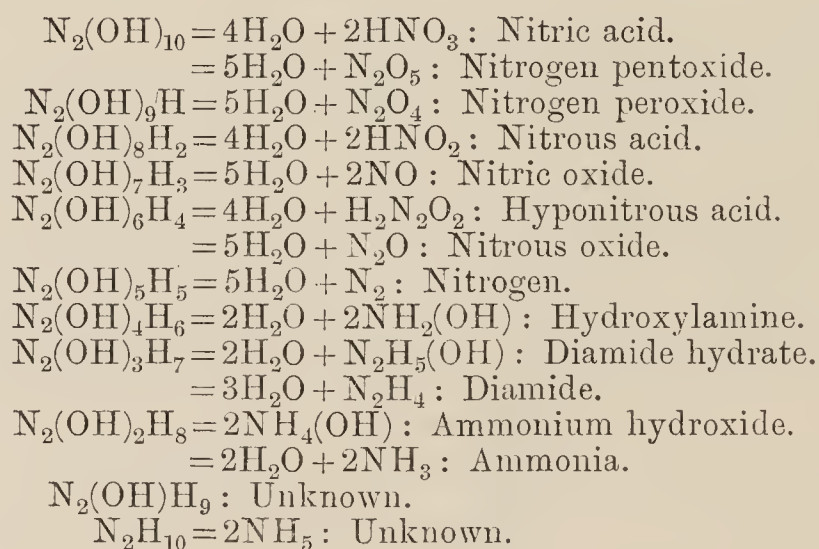 N₂(OH)₁₀ = 4H₂O + 2HNO₃ : Nitric acid.
= 5H₂O + N₂O₅ : Nitrogen pentoxide.
N₂(OH)₉H = 5H₂O + N₂O₄ : Nitrogen peroxide.
N₂(OH)₈H₂ = 4H₂O + 2HNO₂ : Nitrous acid.
N₂(OH)₇H₃ = 5H₂O + 2NO : Nitric oxide.
N₂(OH)₆H₄ = 4H₂O + H₂N₂O₂ : Hyponitrous acid.
= 5H₂O + N₂O : Nitrous oxide.
N₂(OH)₅H₅ = 5H₂O + N₂ : Nitrogen.
N₂(OH)₄H₆ = 2H₂O + 2NH₂(OH) : Hydroxylamine.
N₂(OH)₃H₇ = 2H₂O + N₂H₅(OH) : Diamide hydrate.
= 3H₂O + N₂H₄ : Diamide.
N₂(OH)₂H₈ = 2NH₄(OH) : Ammonium hydroxide.
= 2H₂O + 2NH₃ : Ammonia.
N₂(OH)H₉ : Unknown.
N₂H₁₀ = 2NH₅ : Unknown.